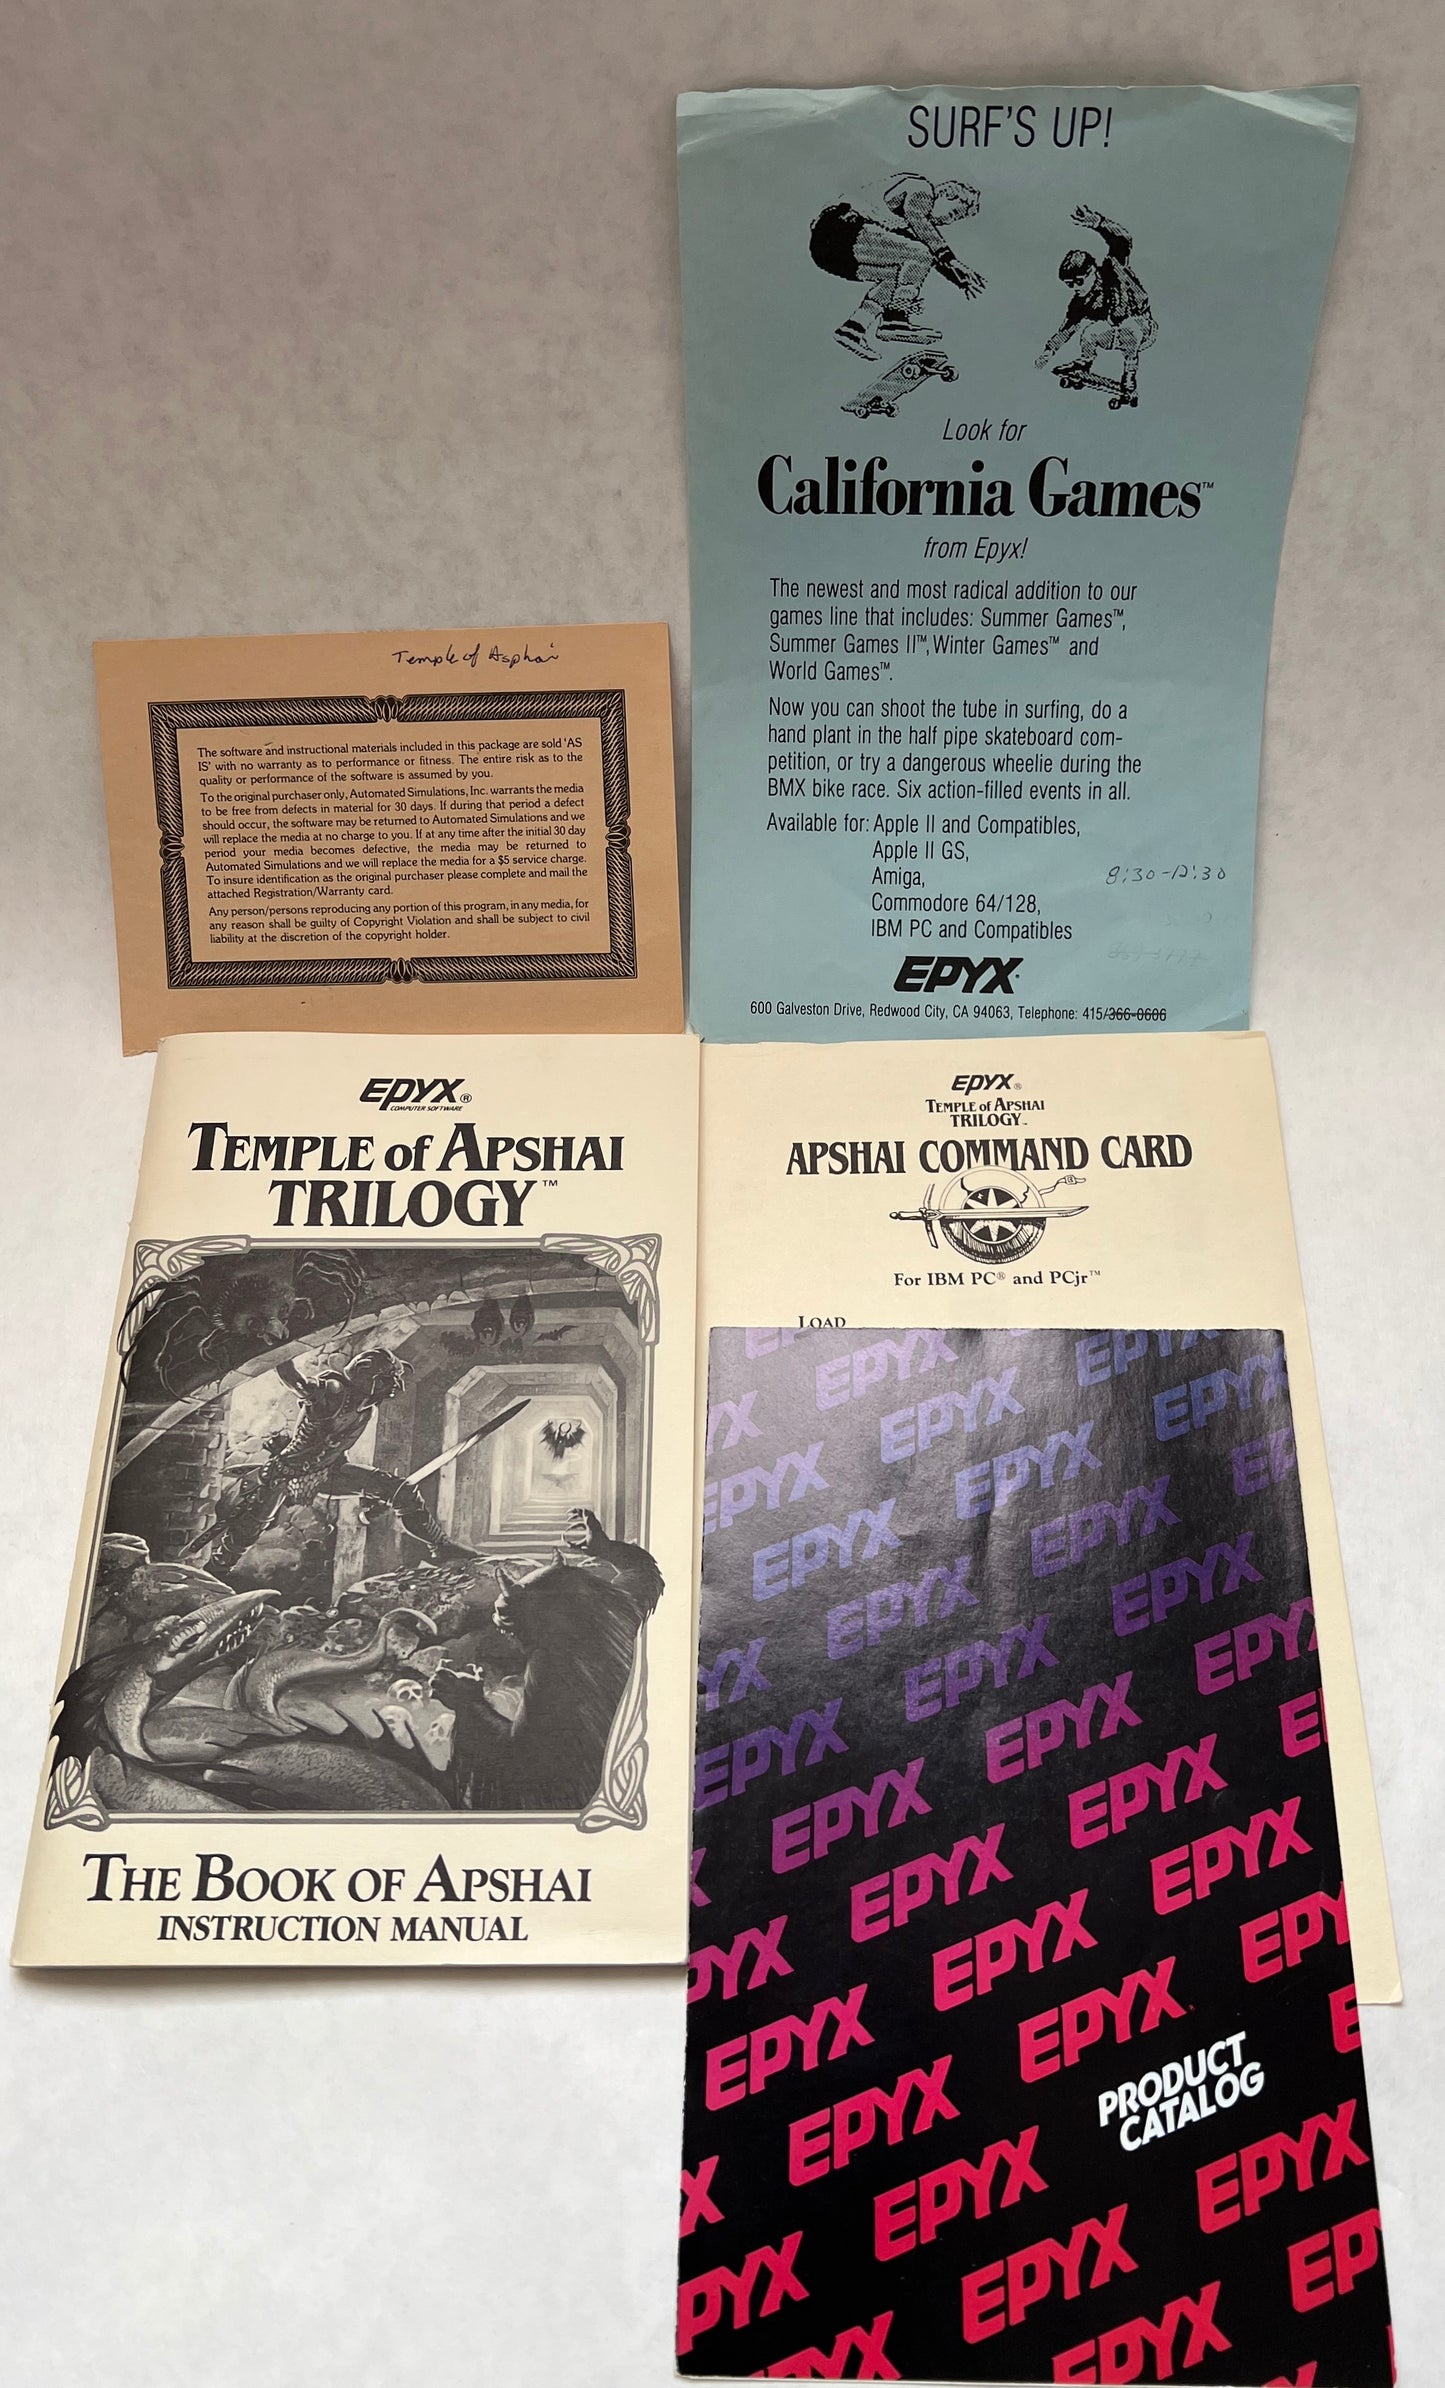 SURF'S UP!
Look for
California Games™
from Epyx!
The newest and most radical addition to our
games line that includes: Summer Games™,
Summer Games II™, Winter Games™ and
World Games™.
Now you can shoot the tube in surfing, do a
hand plant in the half pipe skateboard com-
petition, or try a dangerous wheelie during the
BMX bike race. Six action-filled events in all.
Available for: Apple II and Compatibles,
Apple II GS,
Amiga,
Commodore 64/128,
IBM PC and Compatibles
8:30-12:30
EPYX
600 Galveston Drive, Redwood City, CA 94063, Telephone: 415/366-0606
Temple of Asphai
The software and instructional materials included in this package are sold 'AS
IS' with no warranty as to performance or fitness. The entire risk as to the
quality or performance of the software is assumed by you.
To the original purchaser only, Automated Simulations, Inc. warrants the media
to be free from defects in material for 30 days. If during that period a defect
should occur, the software may be returned to Automated Simulations and we
will replace the media at no charge to you. If at any time after the initial 30 day
period your media becomes defective, the media may be returned to
Automated Simulations and we will replace the media for a $5 service charge.
To insure identification as the original purchaser please complete and mail the
attached Registration/Warranty card.
Any person/persons reproducing any portion of this program, in any media, for
any reason shall be guilty of Copyright Violation and shall be subject to civil
liability at the discretion of the copyright holder.
EPYX®
COMPUTER SOFTWARE
TEMPLE of APSHAI
TRILOGY™
THE BOOK OF APSHAI
INSTRUCTION MANUAL
EPYX®
TEMPLE of APSHAI
TRILOGY™
APSHAI COMMAND CARD
For IBM PC® and PCjr™
LOAD
EPYX
PRODUCT
CATALOG